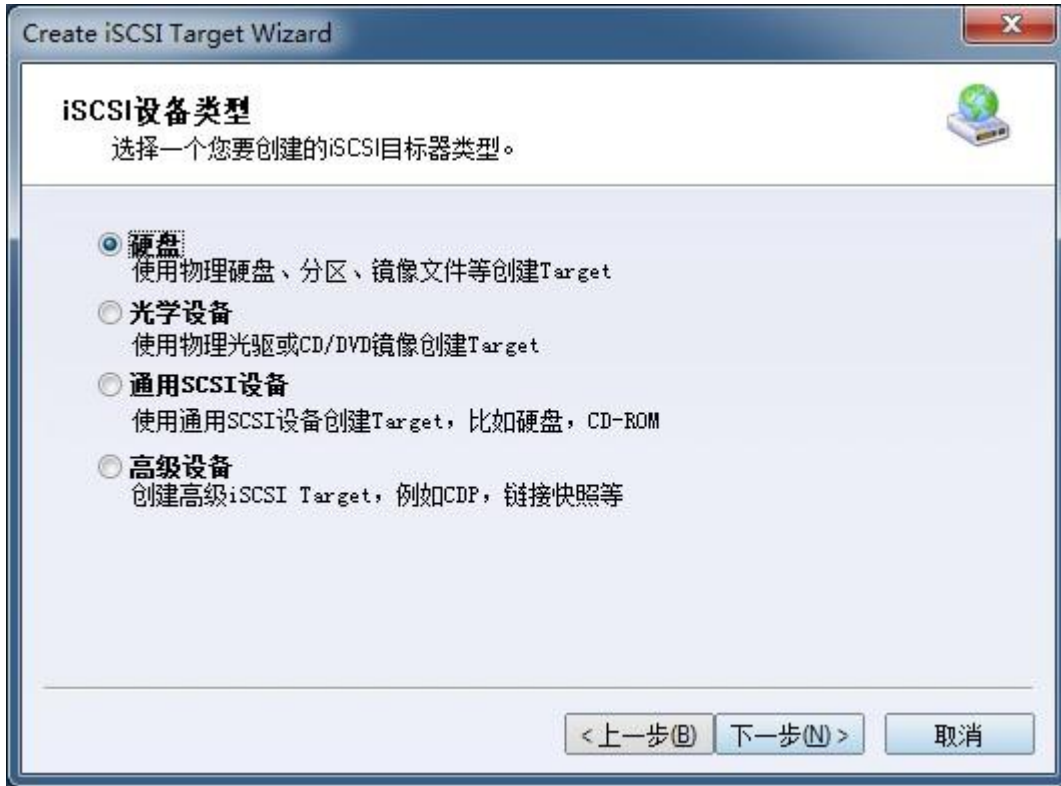 Create iSCSI Target Wizard
iSCSI设备类型
选择一个您要创建的iSCSI目标器类型。
硬盘
使用物理硬盘、分区、镜像文件等创建Target
光学设备
使用物理光驱或CD/DVD镜像创建Target
通用SCSI设备
使用通用SCSI设备创建Target，比如硬盘，CD-ROM
高级设备
创建高级iSCSI Target，例如CDP，链接快照等
<上一步(B) 下一步(N)> 取消